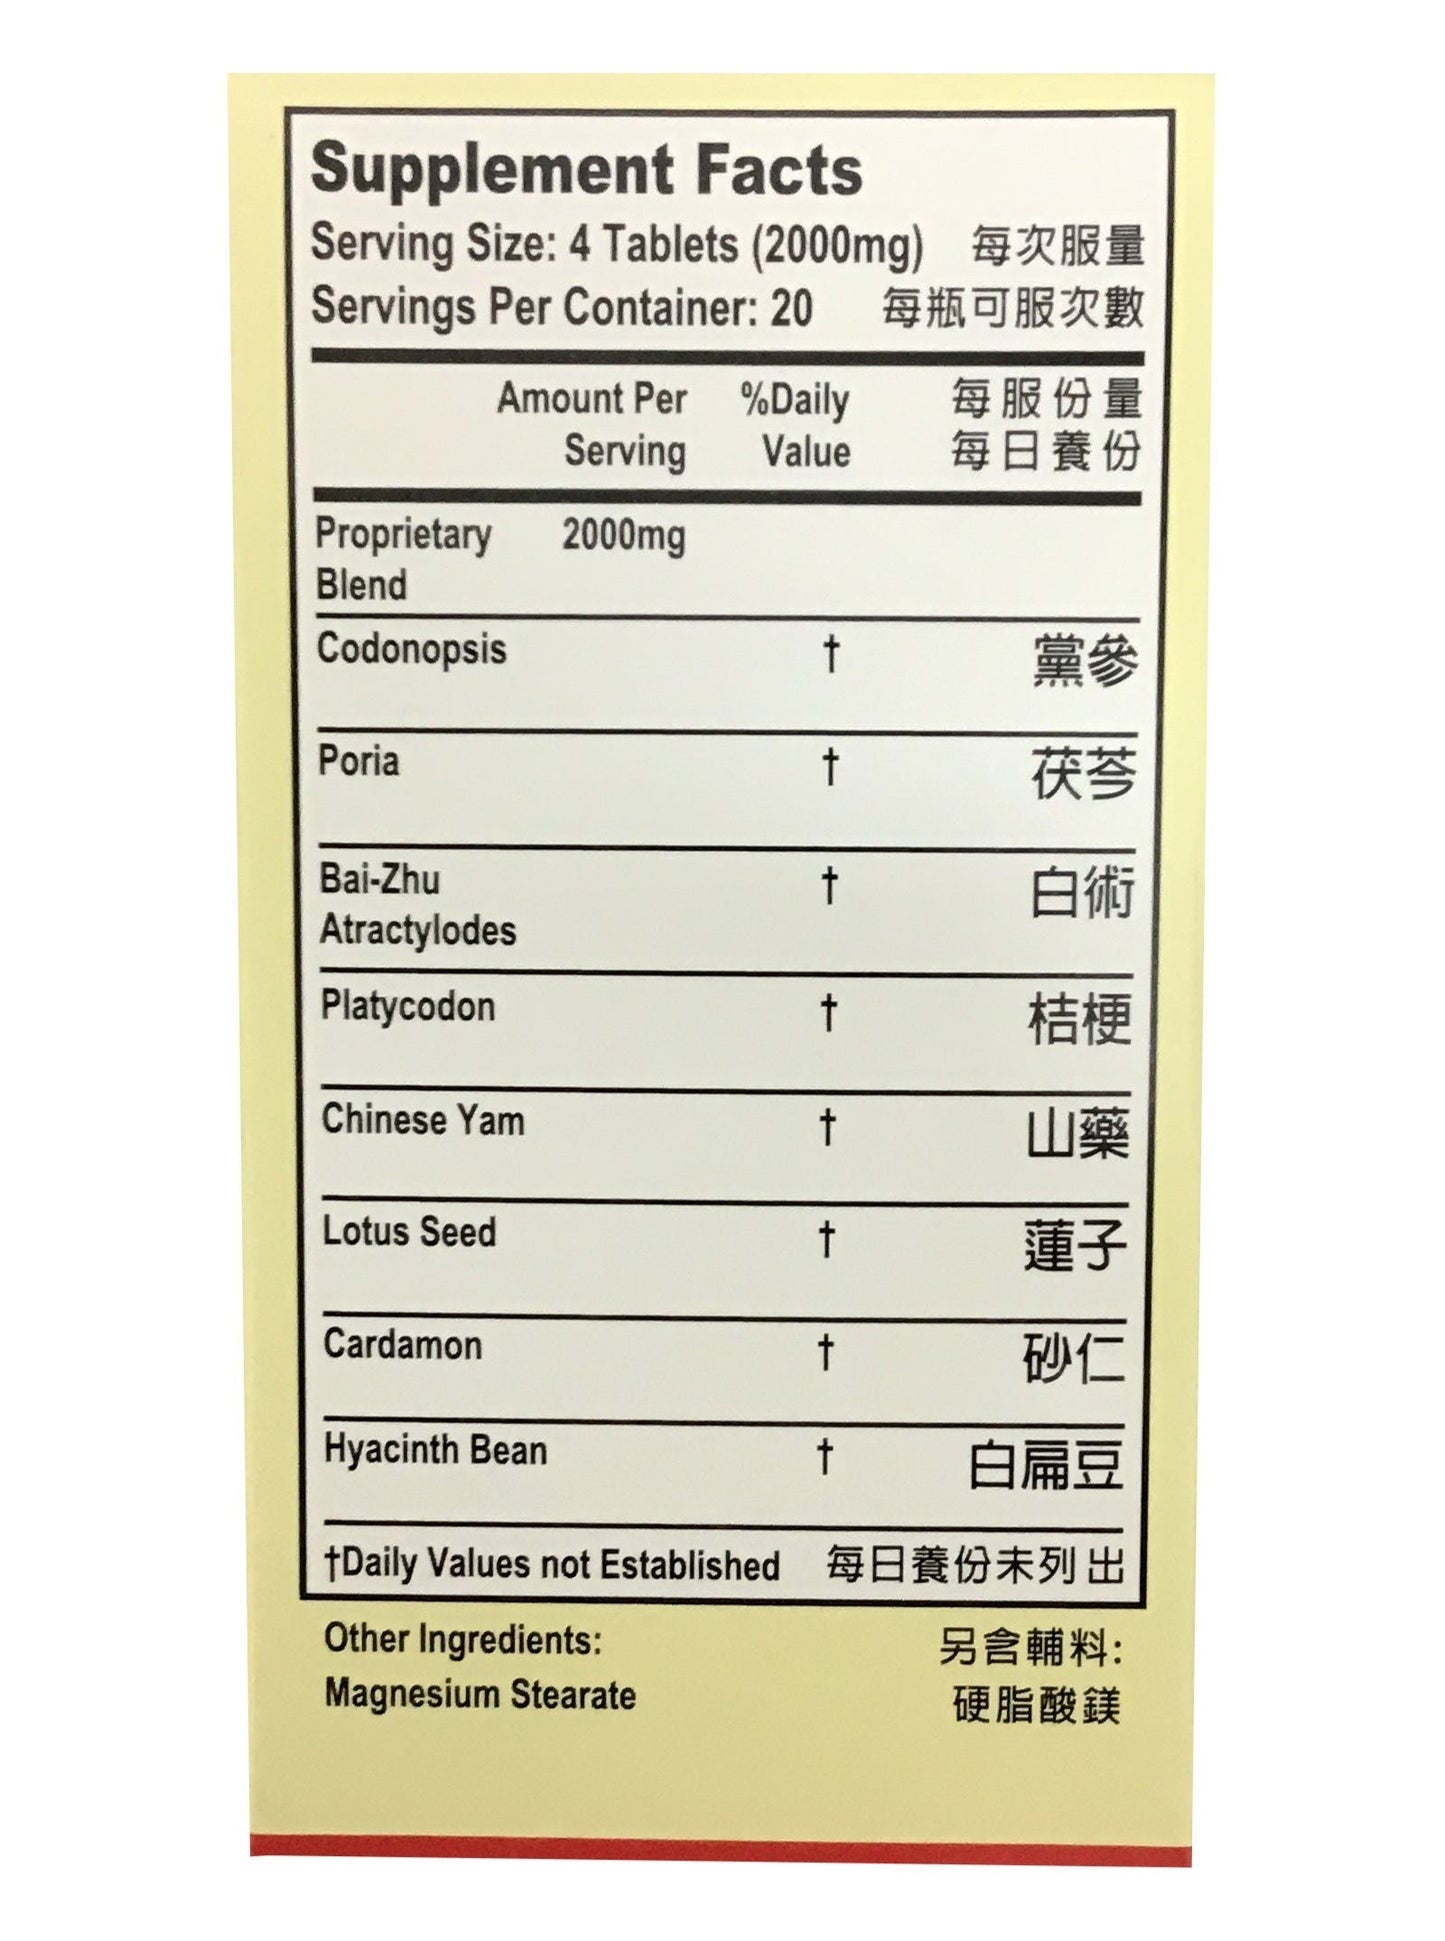 Supplement Facts
Serving Size: 4 Tablets (2000mg) 每次服量
Servings Per Container: 20 每瓶可服次數
Amount Per %Daily 每服份量
Serving Value 每日養份
Proprietary 2000mg
Blend
Codonopsis † 黨參
Poria † 茯苓
Bai-Zhu † 白術
Atractylodes
Platycodon † 桔梗
Chinese Yam † 山藥
Lotus Seed † 蓮子
Cardamon † 砂仁
Hyacinth Bean † 白扁豆
†Daily Values not Established 每日養份未列出
Other Ingredients: 另含輔料:
Magnesium Stearate 硬脂酸鎂